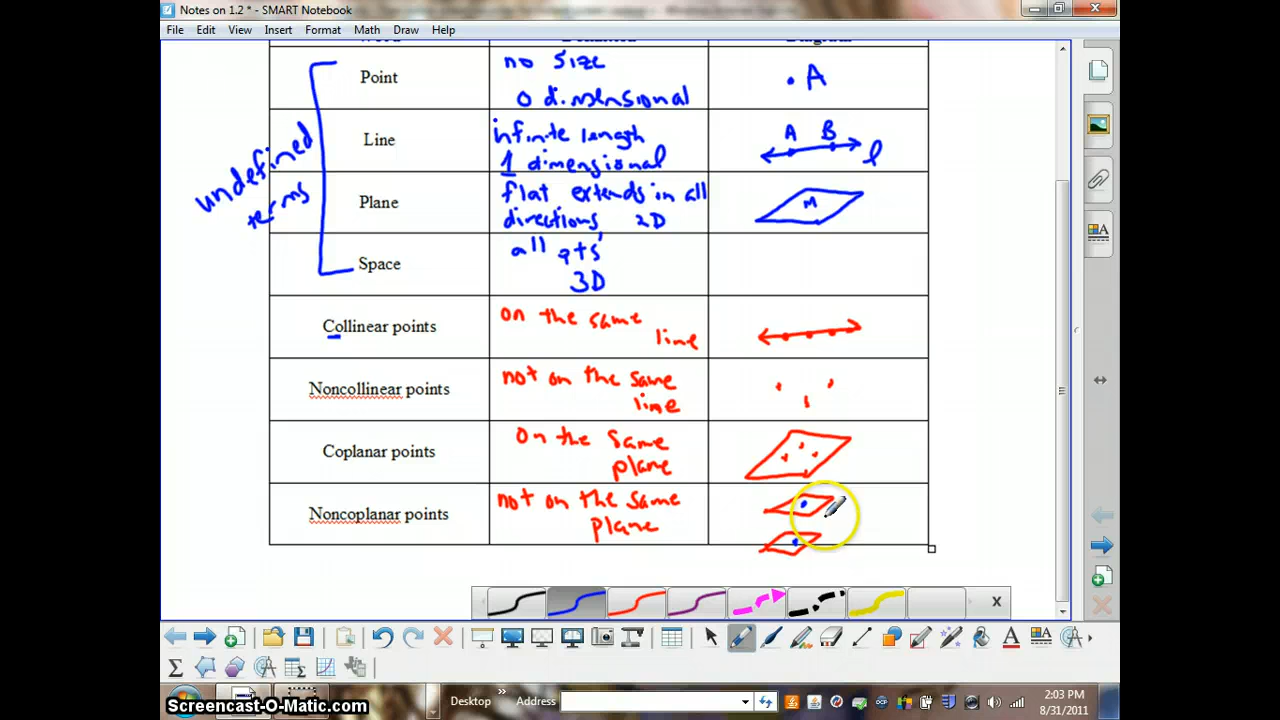 Notes on 1.2 * - SMART Notebook
File Edit View Insert Format Math Draw Help
undefined
terms
Point
no size
0 dimensional
A
Line
infinite length
1 dimensional
A B
l
Plane
flat extends in all
directions 2D
M
Space
all pts
3D
Collinear points
on the same
line
Noncollinear points
not on the same
line
Coplanar points
on the same
plane
Noncoplanar points
not on the same
plane
x
Desktop
Address
2:03 PM
8/31/2011
Screencast-O-Matic.com